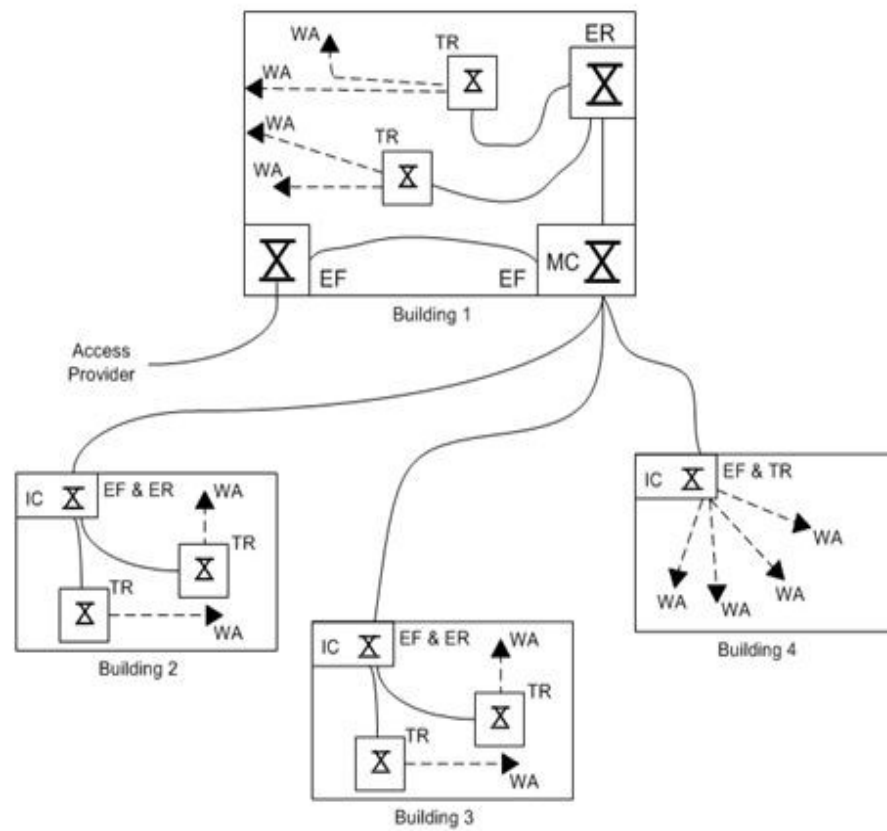 WA
TR
ER
WA
WA
TR
WA
EF
EF
MC
Building 1
Access
Provider
IC
EF & ER
WA
TR
TR
WA
Building 2
IC
EF & ER
WA
TR
TR
WA
Building 3
IC
EF & TR
WA
WA
WA
WA
Building 4